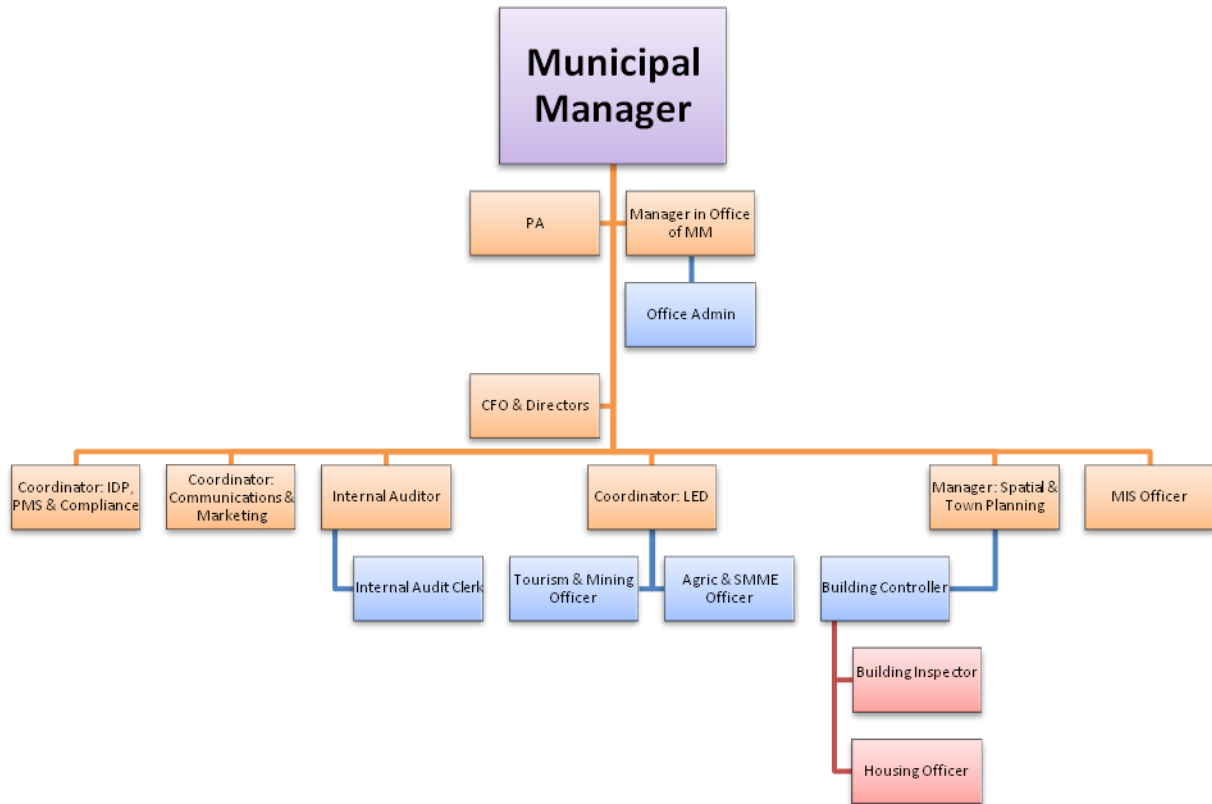 Municipal
Manager
PA
Manager in Office
of MM
Office Admin
CFO & Directors
Coordinator: IDP,
PMS & Compliance
Coordinator:
Communications &
Marketing
Internal Auditor
Coordinator: LED
Manager: Spatial &
Town Planning
MIS Officer
Internal Audit Clerk
Tourism & Mining
Officer
Agric & SMME
Officer
Building Controller
Building Inspector
Housing Officer